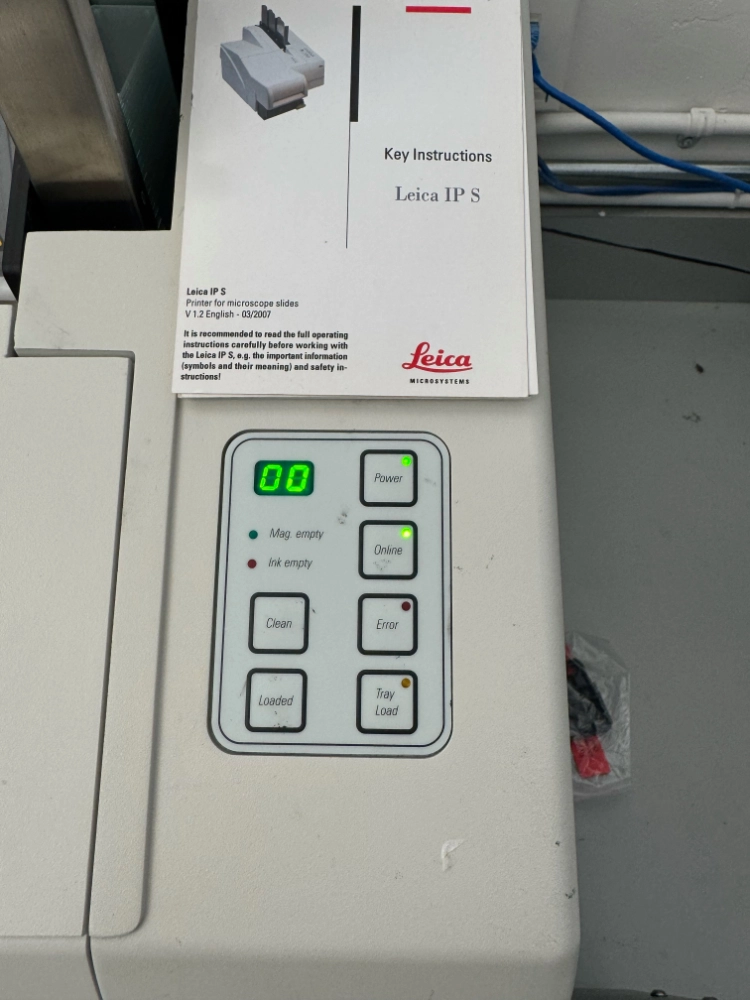 Key Instructions
Leica IP S
Leica IP S
Printer for microscope slides
V 1.2 English - 03/2007
It is recommended to read the full operating
instructions carefully before working with
the Leica IP S, e.g. the important information
(symbols and their meaning) and safety in-
structions!
Leica
MICROSYSTEMS
00
Power
Mag. empty
Online
Ink empty
Clean
Error
Loaded
Tray
Load